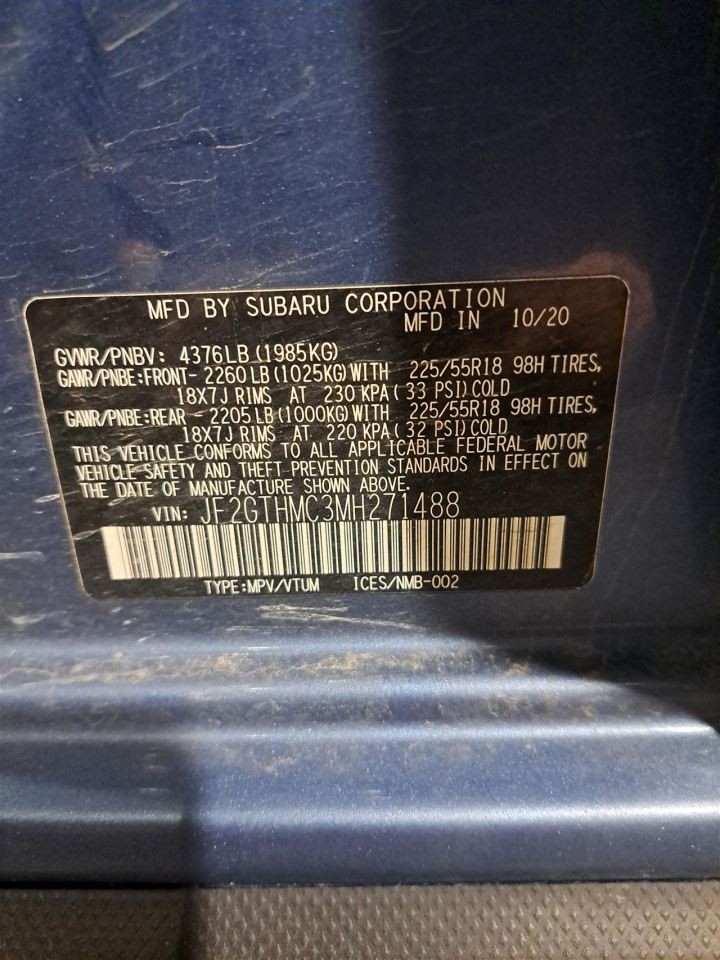 MFD BY SUBARU CORPORATION
MFD IN 10/20
GVWR/PNBV: 4376LB(1985KG)
GAWR/PNBE:FRONT-2260LB(1025KG)WITH 225/55R18 98H TIRES,
18X7J RIMS AT 230 KPA( 33 PSI)COLD
GAWR/PNBE:REAR -2205LB(1000KG)WITH 225/55R18 98H TIRES,
18X7J RIMS AT 220 KPA( 32 PSI)COLD
THIS VEHICLE CONFORMS TO ALL APPLICABLE FEDERAL MOTOR
VEHICLE SAFETY AND THEFT PREVENTION STANDARDS IN EFFECT ON
THE DATE OF MANUFACTURE SHOWN ABOVE.
VIN: JF2GTHMC3MH271488
TYPE:MPV/VTUM ICES/NMB-002